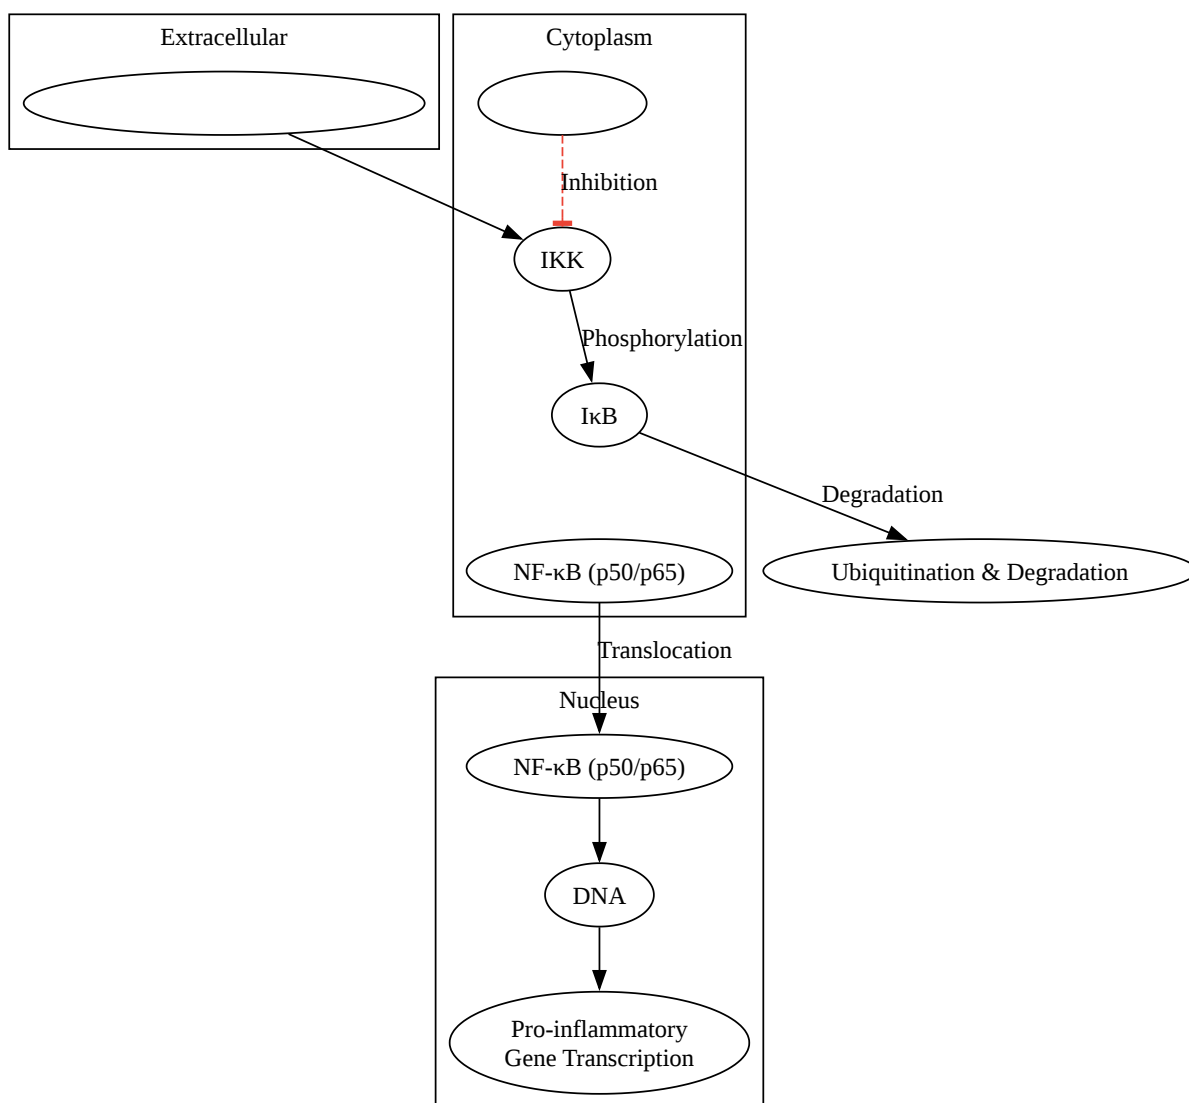 Extracellular
Cytoplasm
Inhibition
IKK
Phosphorylation
IκB
Degradation
NF-κB (p50/p65)
Ubiquitination & Degradation
Translocation
Nucleus
NF-κB (p50/p65)
DNA
Pro-inflammatory
Gene Transcription